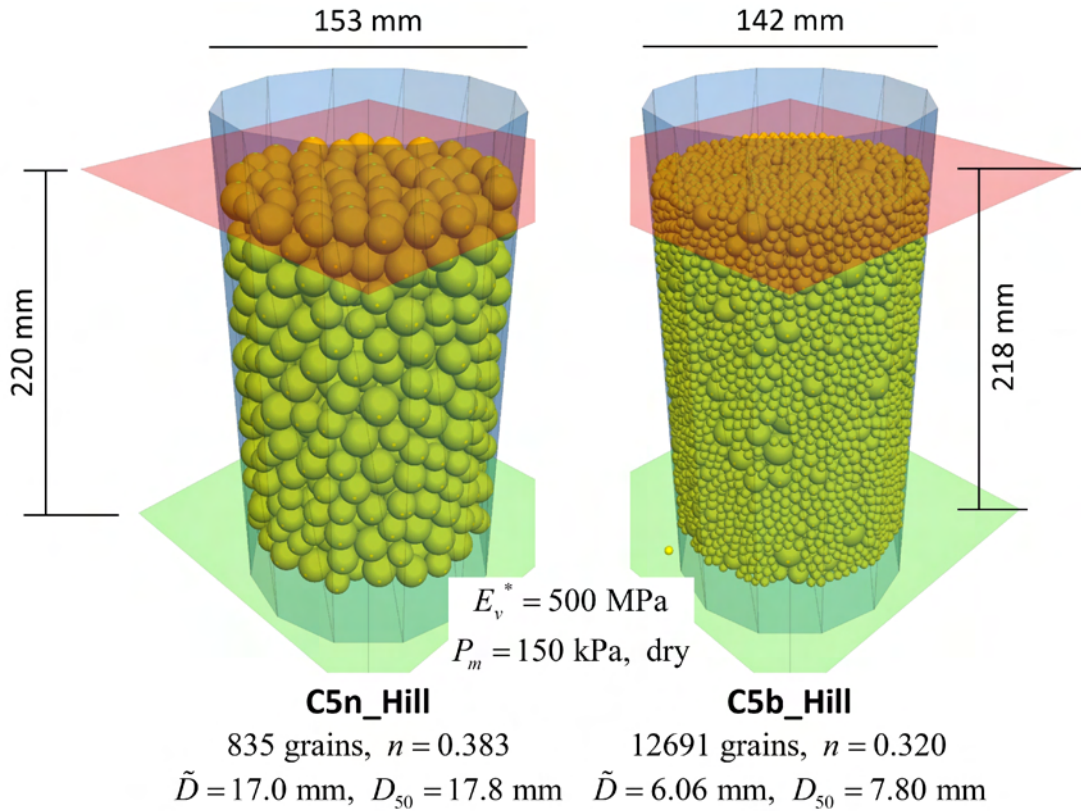 153 mm
142 mm
220 mm
218 mm
E_v^* = 500 MPa
P_m = 150 kPa, dry
C5n_Hill
835 grains, n = 0.383
D̃ = 17.0 mm, D_50 = 17.8 mm
C5b_Hill
12691 grains, n = 0.320
D̃ = 6.06 mm, D_50 = 7.80 mm